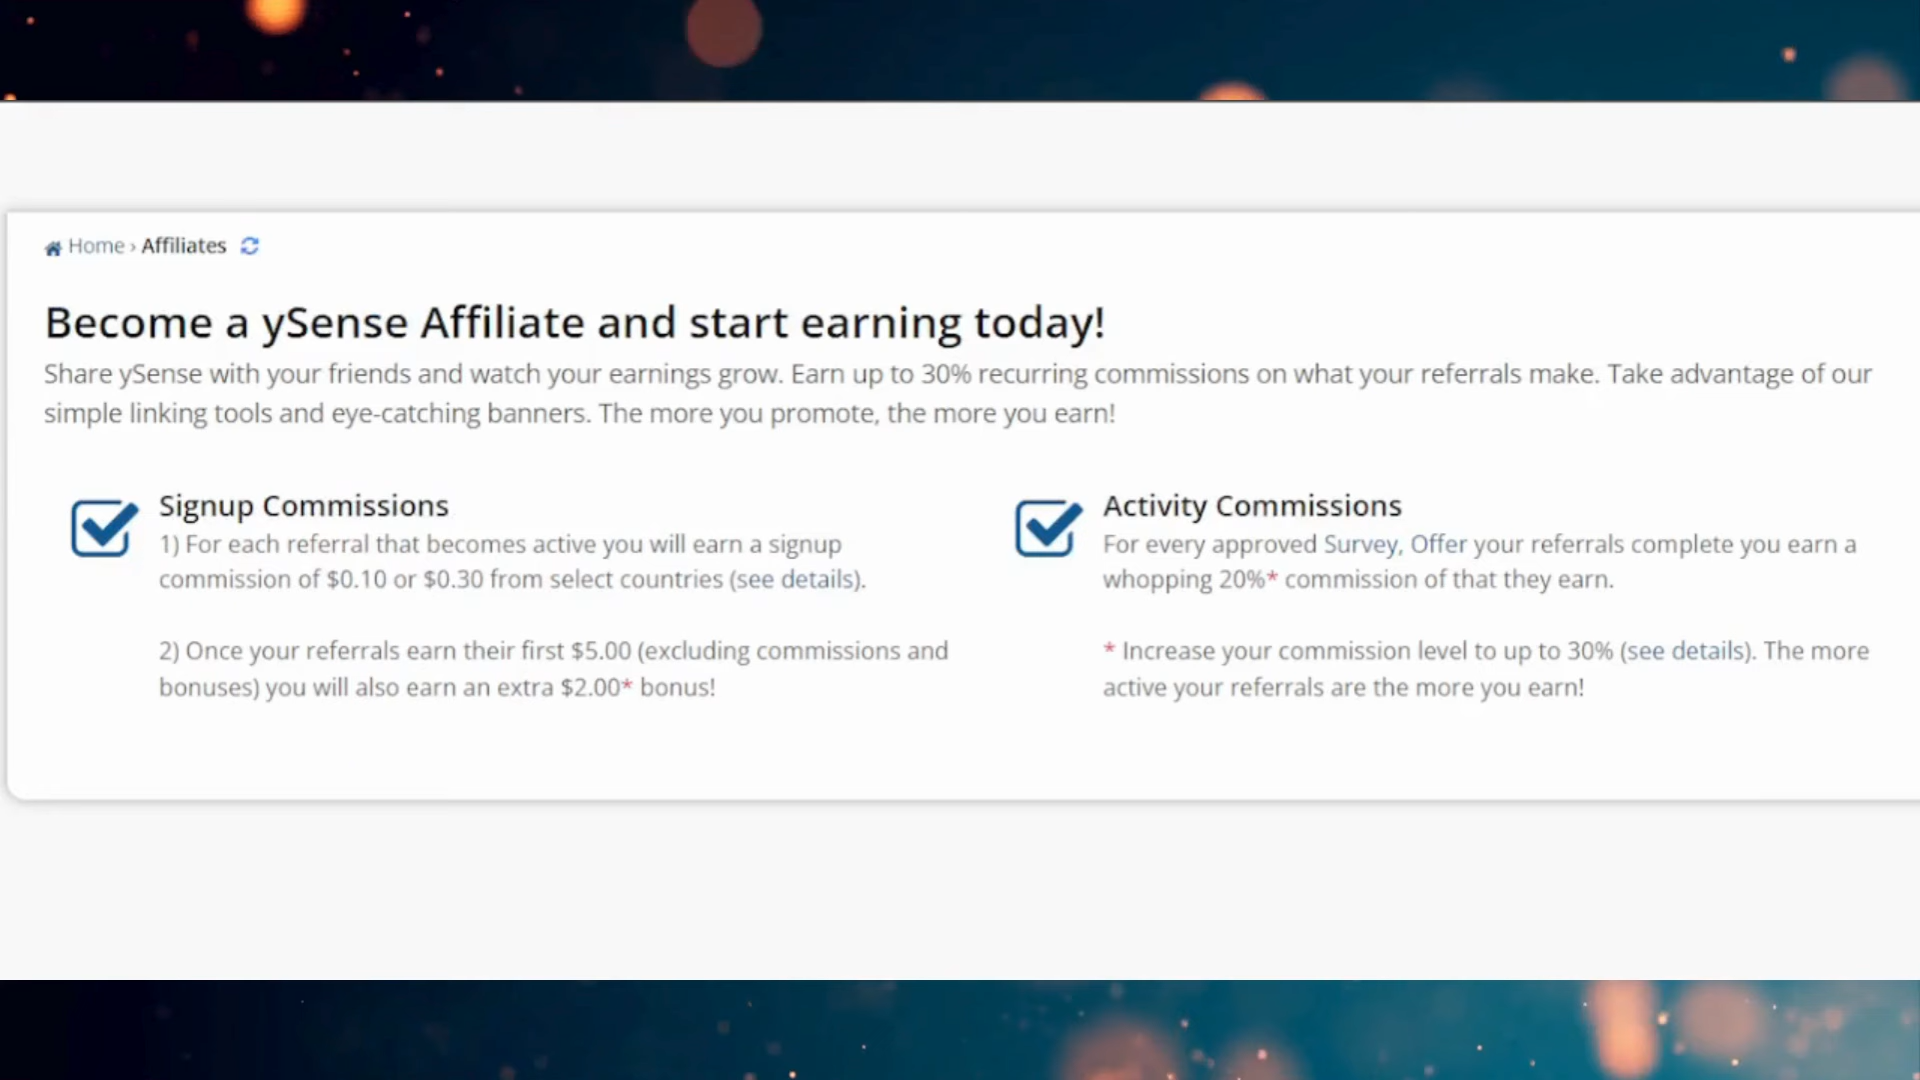 Home › Affiliates
Become a ySense Affiliate and start earning today!
Share ySense with your friends and watch your earnings grow. Earn up to 30% recurring commissions on what your referrals make. Take advantage of our
simple linking tools and eye-catching banners. The more you promote, the more you earn!
Signup Commissions
1) For each referral that becomes active you will earn a signup
commission of $0.10 or $0.30 from select countries (see details).
2) Once your referrals earn their first $5.00 (excluding commissions and
bonuses) you will also earn an extra $2.00* bonus!
Activity Commissions
For every approved Survey, Offer your referrals complete you earn a
whopping 20%* commission of that they earn.
* Increase your commission level to up to 30% (see details). The more
active your referrals are the more you earn!